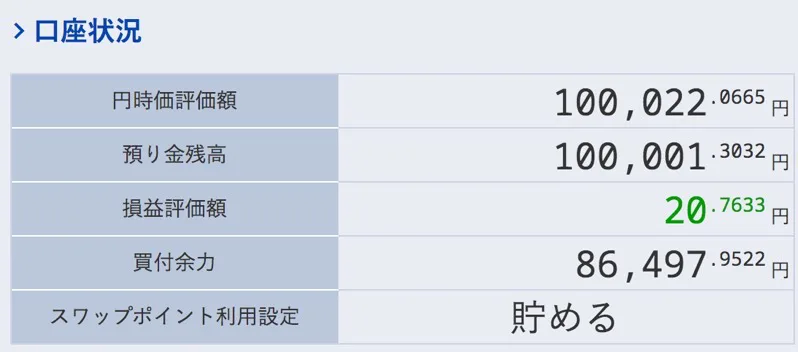 口座状況
円時価評価額 100,022.0665 円
預り金残高 100,001.3032 円
損益評価額 20.7633 円
買付余力 86,497.9522 円
スワップポイント利用設定 貯める